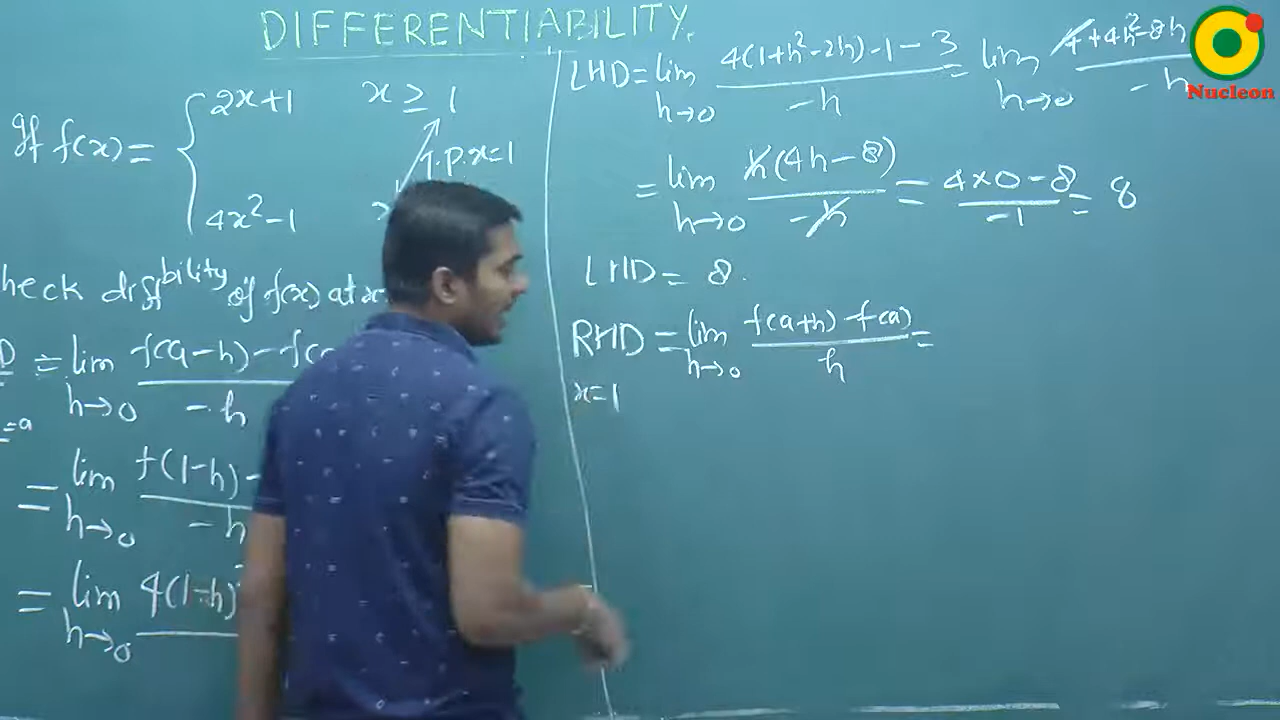 DIFFERENTIABILITY.
If f(x) = { 2x+1 x ≥ 1
T.P. x=1
4x²-1
heck diff bility of f(x) at x
D = lim h→0 f(a-h) - f( / -h
=a
= lim h→0 f(1-h) - / -h
= lim h→0 4(1-h)
LHD = lim h→0 4(1+h²-2h)-1-3 / -h = lim h→0 4+4h²-8h / -h
= lim h→0 h(4h-8) / -h = 4×0-8 / -1 = 8
LHD = 8.
RHD = lim h→0 f(a+h) - f(a) / h =
x=1
Nucleon